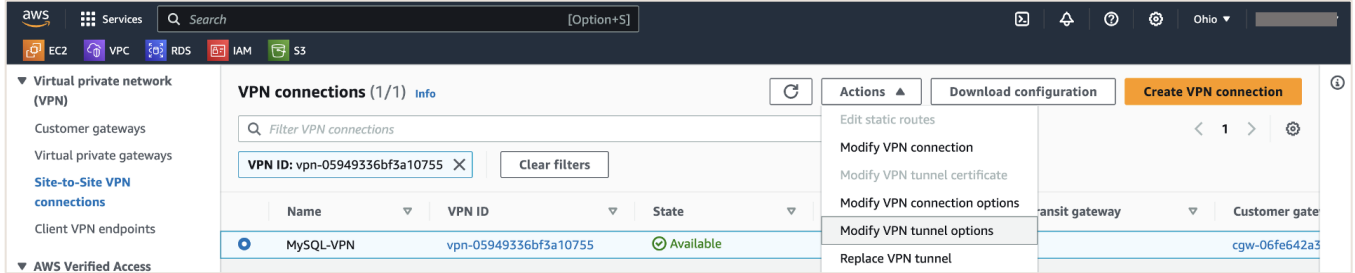 aws Services Search [Option+S] Ohio
EC2 VPC RDS IAM S3
Virtual private network
(VPN)
Customer gateways
Virtual private gateways
Site-to-Site VPN
connections
Client VPN endpoints
AWS Verified Access
VPN connections (1/1) Info
Actions Download configuration Create VPN connection
Filter VPN connections
1
VPN ID: vpn-05949336bf3a10755 Clear filters
Edit static routes
Modify VPN connection
Modify VPN tunnel certificate
Modify VPN connection options
Modify VPN tunnel options
Replace VPN tunnel
Name VPN ID State ransit gateway Customer gate
MySQL-VPN vpn-05949336bf3a10755 Available cgw-06fe642a3